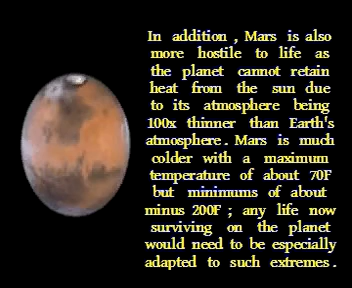 In addition , Mars is also
more hostile to life as
the planet cannot retain
heat from the sun due
to its atmosphere being
100x thinner than Earth's
atmosphere . Mars is much
colder with a maximum
temperature of about 70F
but minimums of about
minus 200F ; any life now
surviving on the planet
would need to be especially
adapted to such extremes .